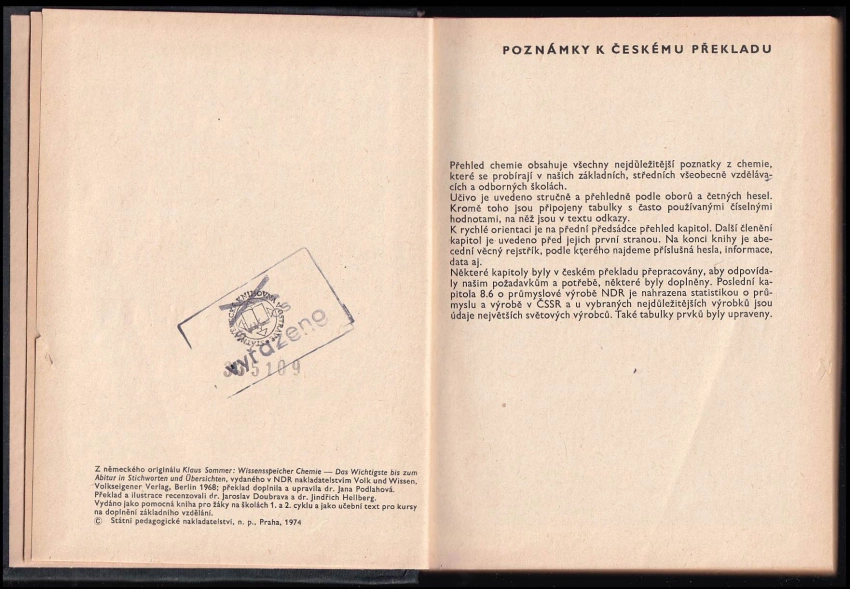 vyřazeno
5109
Z německého originálu Klaus Sommer: Wissensspeicher Chemie — Das Wichtigste bis zum
Abitur in Stichworten und Übersichten, vydaného v NDR nakladatelstvím Volk und Wissen,
Volkseigener Verlag, Berlin 1968; překlad doplnila a upravila dr. Jana Podlahová.
Překlad a ilustrace recenzovali dr. Jaroslav Doubrava a dr. Jindřich Hellberg.
Vydáno jako pomocná kniha pro žáky na školách 1. a 2. cyklu a jako učební text pro kursy
na doplnění základního vzdělání.
© Státní pedagogické nakladatelství, n. p., Praha, 1974
POZNÁMKY K ČESKÉMU PŘEKLADU
Přehled chemie obsahuje všechny nejdůležitější poznatky z chemie,
které se probírají v našich základních, středních všeobecně vzděláva-
cích a odborných školách.
Učivo je uvedeno stručně a přehledně podle oborů a četných hesel.
Kromě toho jsou připojeny tabulky s často používanými číselnými
hodnotami, na něž jsou v textu odkazy.
K rychlé orientaci je na přední předsádce přehled kapitol. Další členění
kapitol je uvedeno před jejich první stranou. Na konci knihy je abe-
cední věcný rejstřík, podle kterého najdeme příslušná hesla, informace,
data aj.
Některé kapitoly byly v českém překladu přepracovány, aby odpovída-
ly našim požadavkům a potřebě, některé byly doplněny. Poslední ka-
pitola 8.6 o průmyslové výrobě NDR je nahrazena statistikou o prů-
myslu a výrobě v ČSSR a u vybraných nejdůležitějších výrobků jsou
údaje největších světových výrobců. Také tabulky prvků byly upraveny.